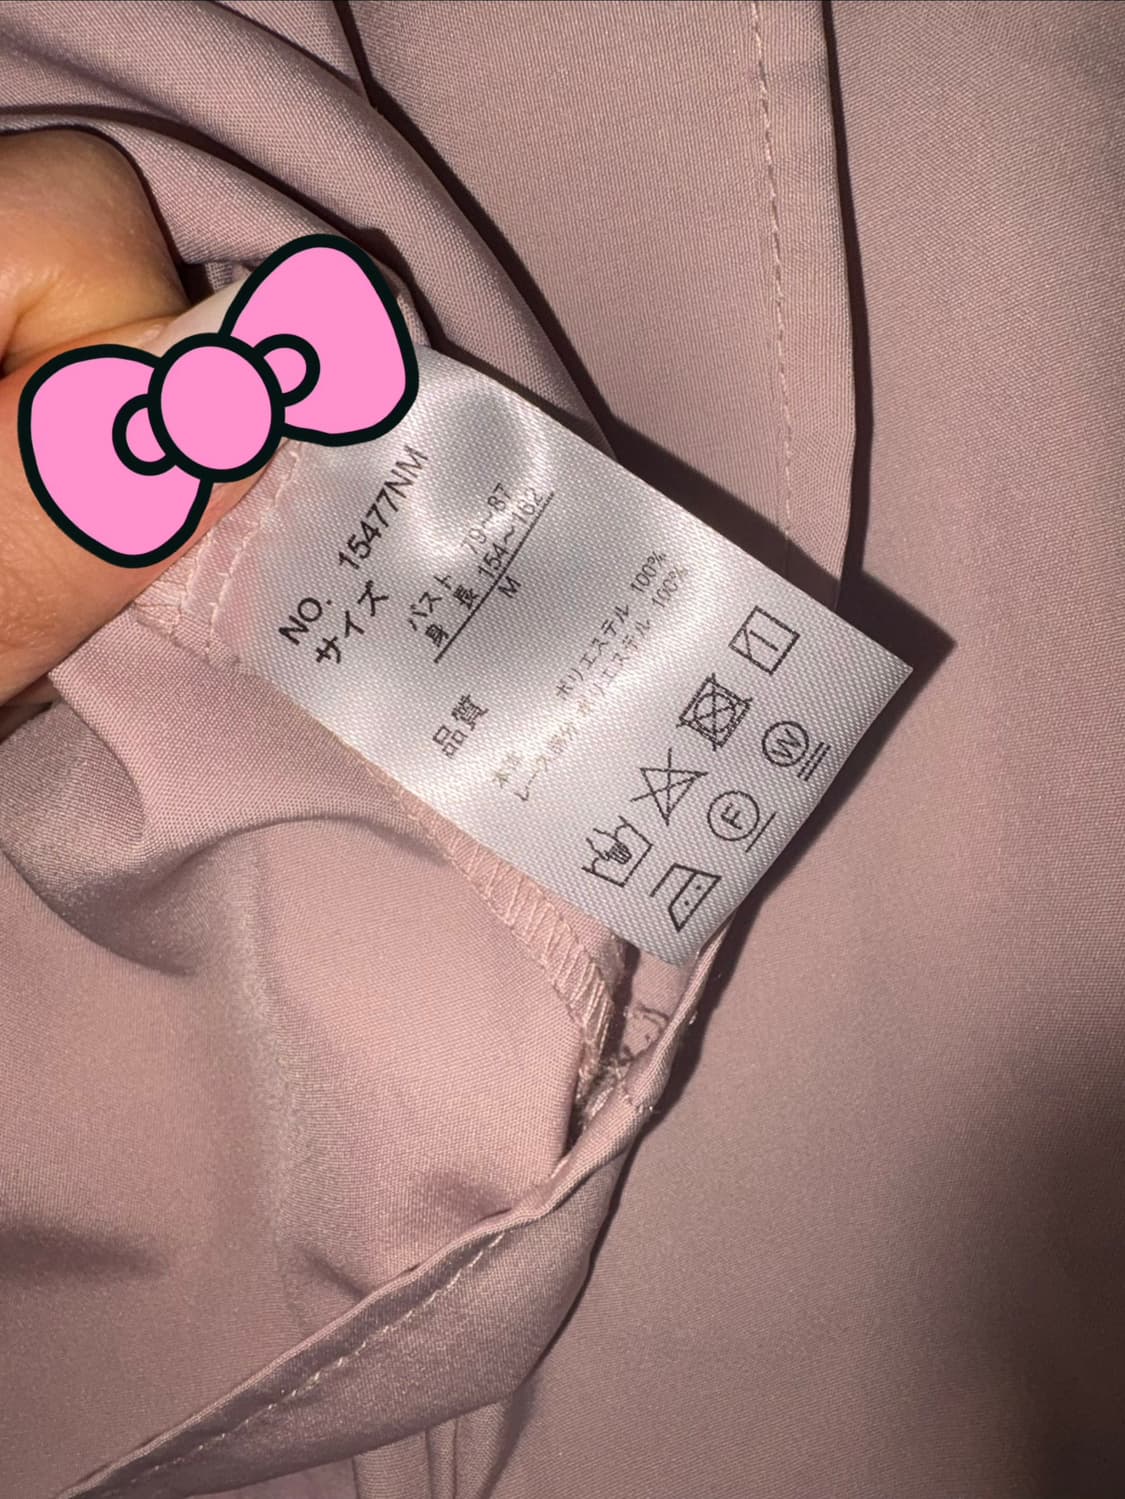 NO. 15477NM
サイズ
バスト 79~87
身長 154~162
M
品質
本体 ポリエステル 100%
レース部分 ポリエステル 100%
F
W